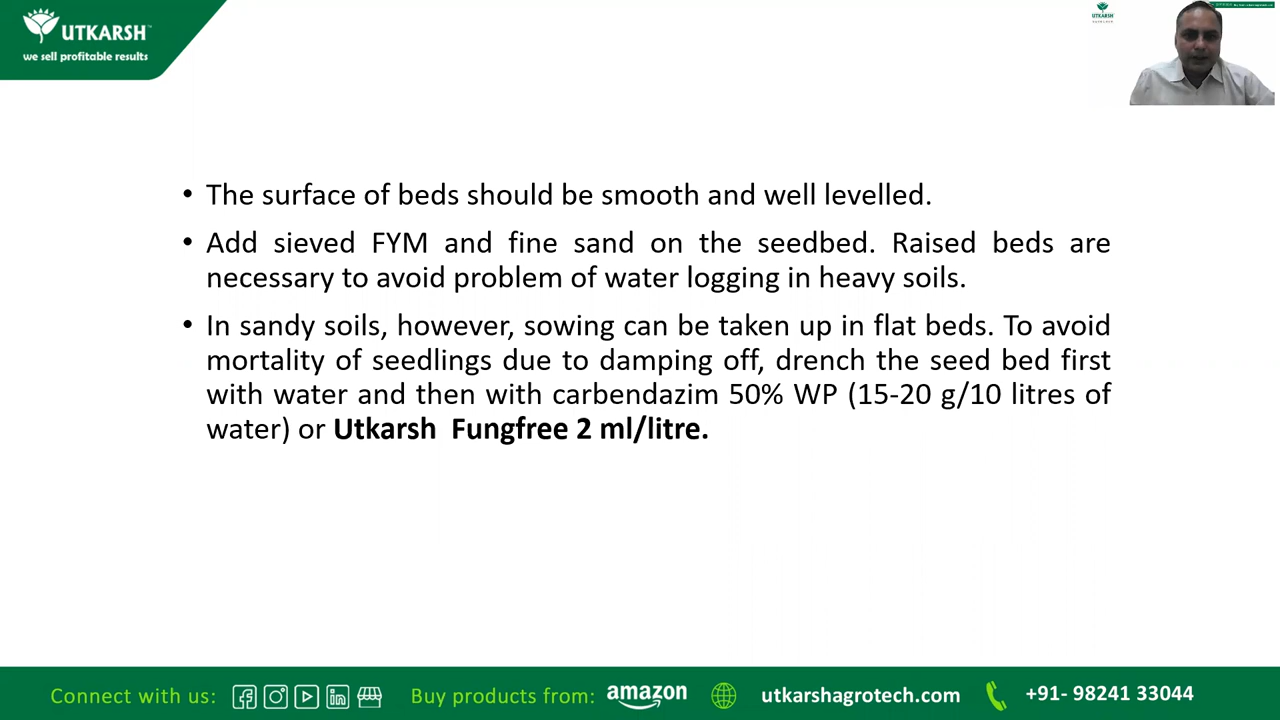 UTKARSH™
we sell profitable results
UTKARSH
• The surface of beds should be smooth and well levelled.
• Add sieved FYM and fine sand on the seedbed. Raised beds are
necessary to avoid problem of water logging in heavy soils.
• In sandy soils, however, sowing can be taken up in flat beds. To avoid
mortality of seedlings due to damping off, drench the seed bed first
with water and then with carbendazim 50% WP (15-20 g/10 litres of
water) or Utkarsh Fungfree 2 ml/litre.
Connect with us:
Buy products from: amazon
utkarshagrotech.com
+91- 98241 33044